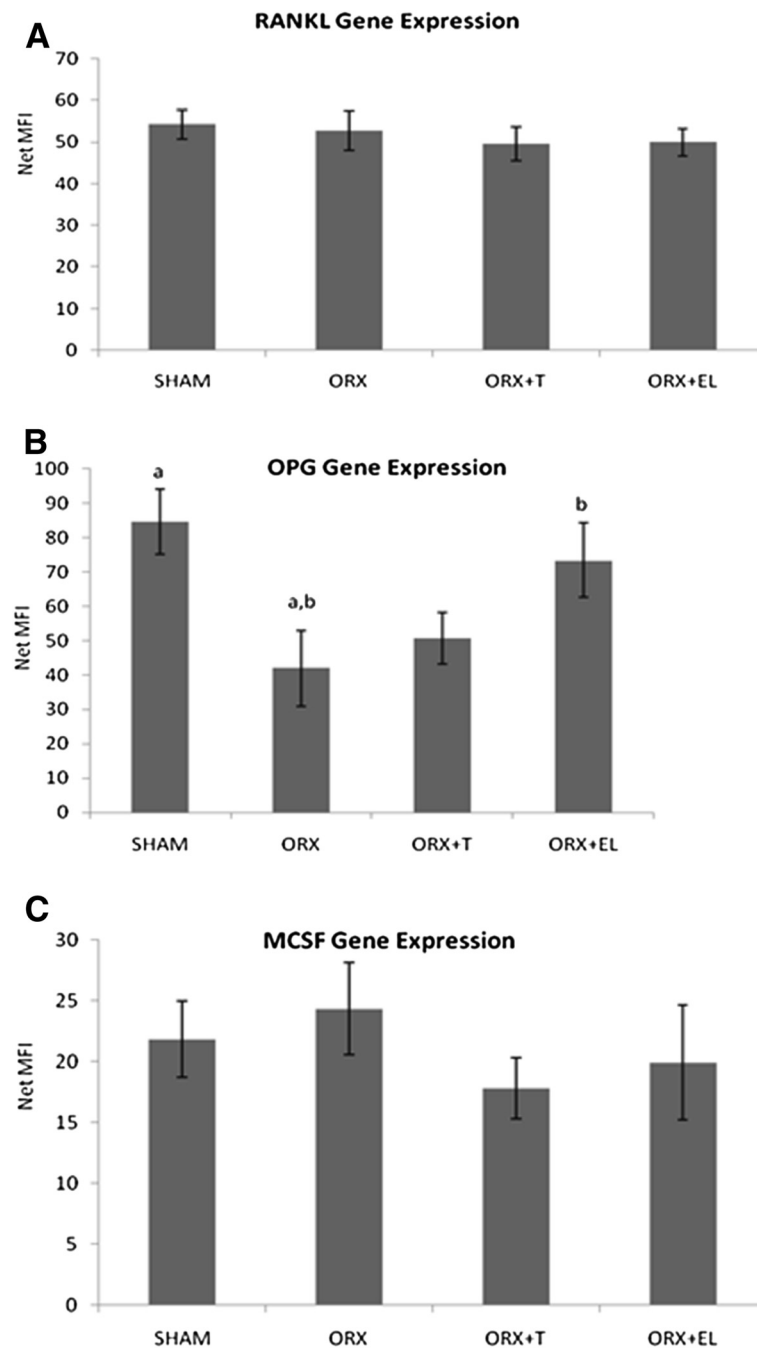 A
RANKL Gene Expression
70
60
50
40
30
20
10
0
Net MFI
SHAM ORX ORX+T ORX+EL
B
OPG Gene Expression
100
90
80
70
60
50
40
30
20
10
0
Net MFI
a
a,b
b
SHAM ORX ORX+T ORX+EL
C
MCSF Gene Expression
30
25
20
15
10
5
0
Net MFI
SHAM ORX ORX+T ORX+EL